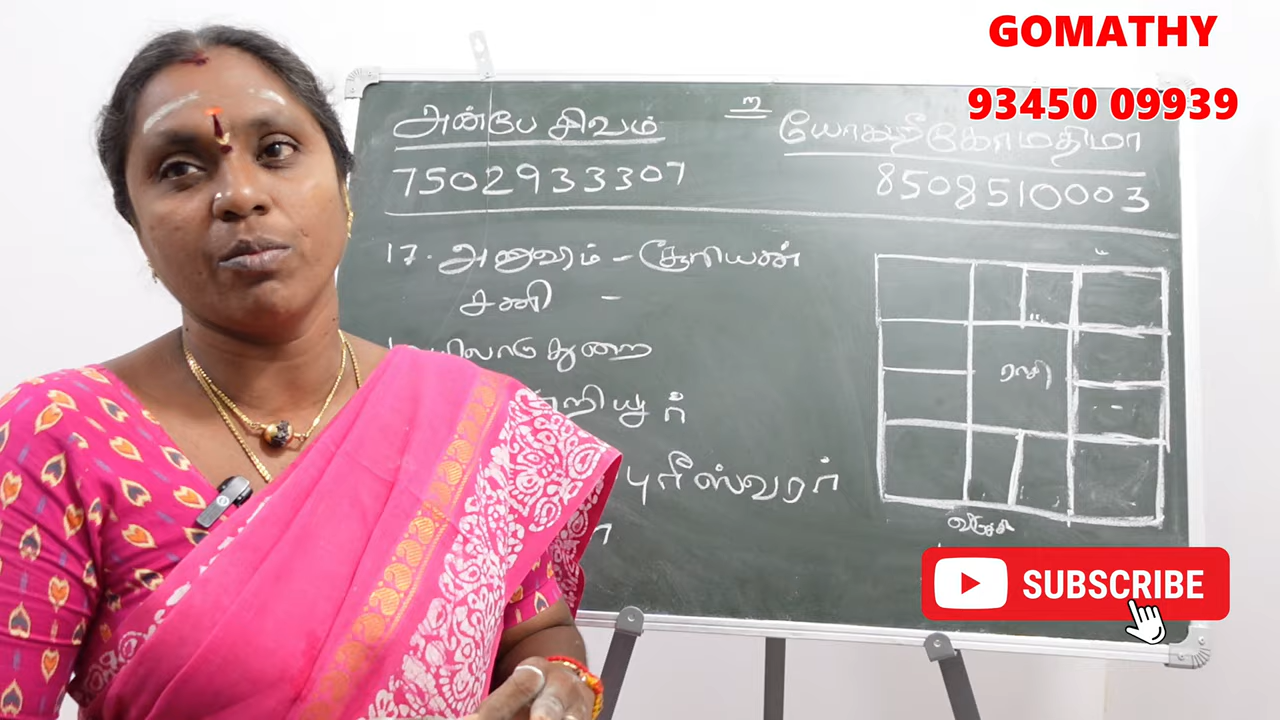 GOMATHY
93450 09939
உ
அன்பே சிவம்
யோகஸ்ரீகோமதிமா
7502933307
8508510003
17. அனுஷம் - சூரியன்
சனி -
ராசி
புரீஸ்வரர்
SUBSCRIBE